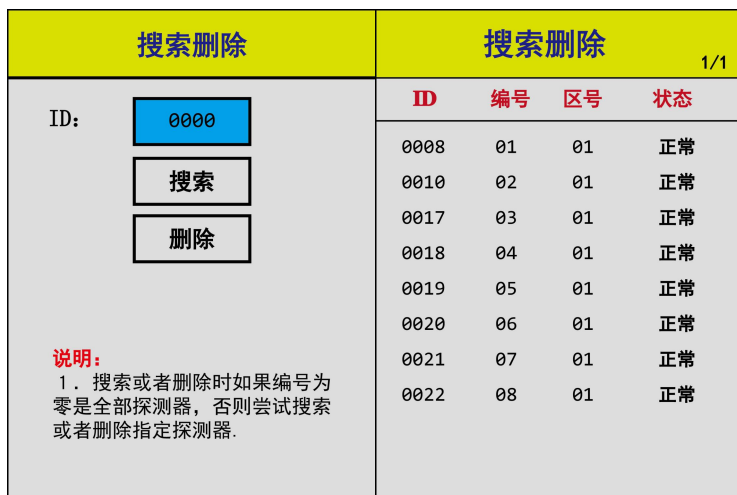 搜索删除
ID:
0000
搜索
删除
说明:
1．搜索或者删除时如果编号为
零是全部探测器，否则尝试搜索
或者删除指定探测器.
搜索删除
1/1
ID 编号 区号 状态
0008 01 01 正常
0010 02 01 正常
0017 03 01 正常
0018 04 01 正常
0019 05 01 正常
0020 06 01 正常
0021 07 01 正常
0022 08 01 正常